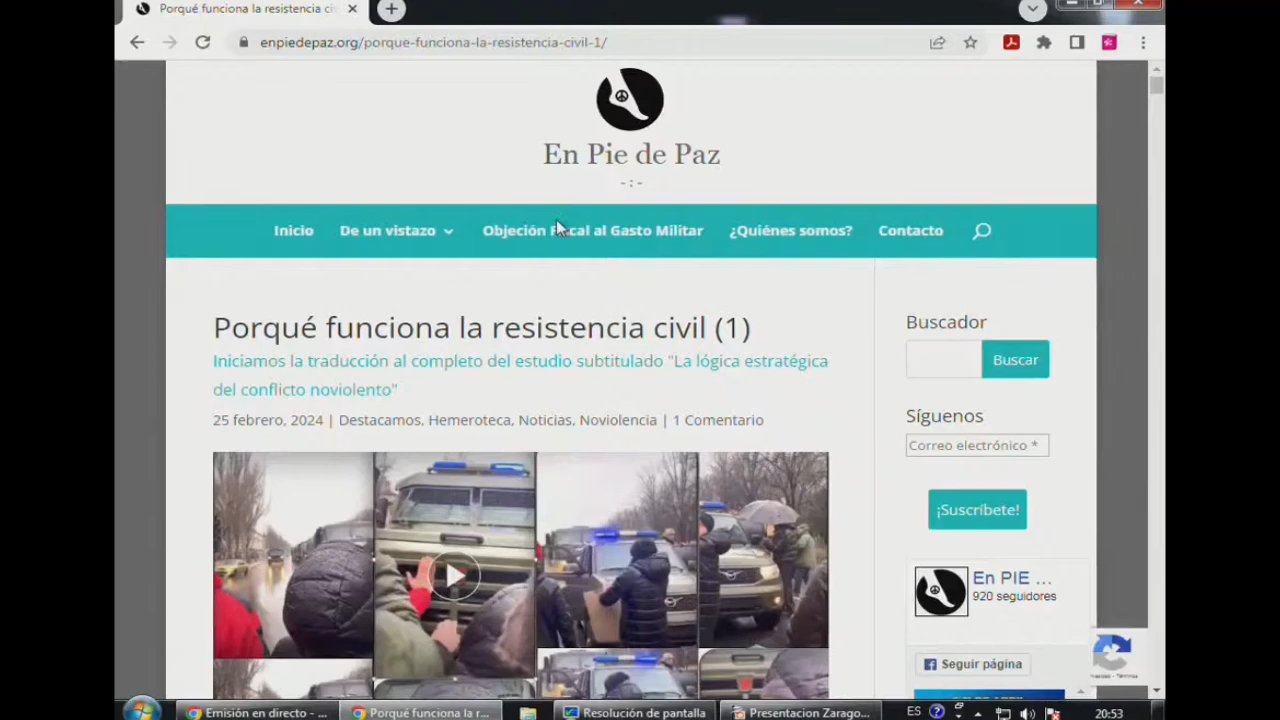 Porqué funciona la resistencia ci
enpiedepaz.org/porque-funciona-la-resistencia-civil-1/
En Pie de Paz
- : -
Inicio
De un vistazo
Objeción Fiscal al Gasto Militar
¿Quiénes somos?
Contacto
Porqué funciona la resistencia civil (1)
Iniciamos la traducción al completo del estudio subtitulado "La lógica estratégica
del conflicto noviolento"
25 febrero, 2024 | Destacamos, Hemeroteca, Noticias, Noviolencia | 1 Comentario
Buscador
Buscar
Síguenos
Correo electrónico *
¡Suscríbete!
En PIE ...
920 seguidores
Seguir página
Emisión en directo - ...
Porqué funciona la r...
Resolución de pantalla
Presentacion Zarago...
ES
20:53